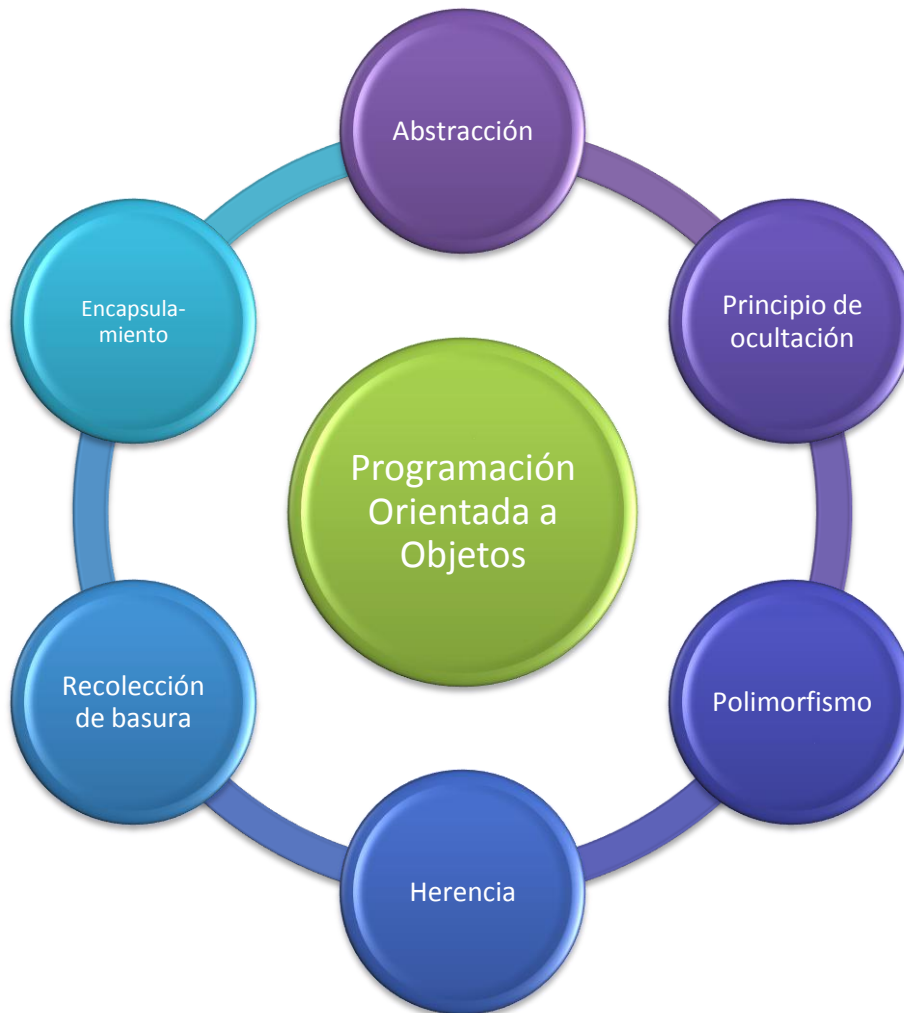 Abstracción
Principio de
ocultación
Encapsula-
miento
Programación
Orientada a
Objetos
Recolección
de basura
Polimorfismo
Herencia